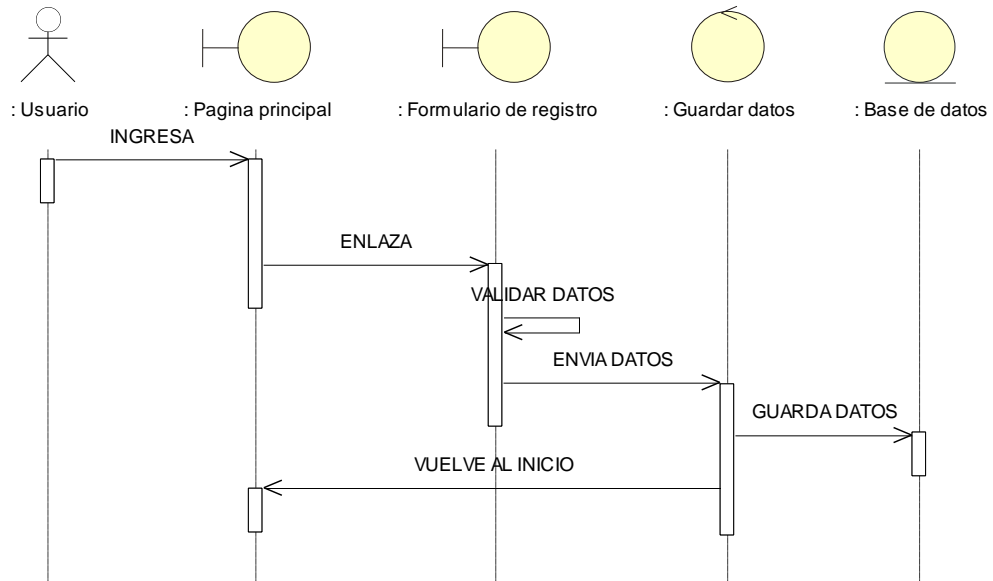 : Usuario
: Pagina principal
: Formulario de registro
: Guardar datos
: Base de datos
INGRESA
ENLAZA
VALIDAR DATOS
ENVIA DATOS
GUARDA DATOS
VUELVE AL INICIO